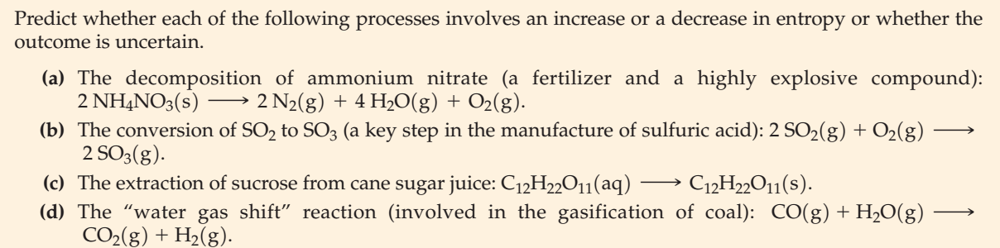 Predict whether each of the following processes involves an increase or a decrease in entropy or whether the
outcome is uncertain.
(a) The decomposition of ammonium nitrate (a fertilizer and a highly explosive compound):
2 NH₄NO₃(s) ⟶ 2 N₂(g) + 4 H₂O(g) + O₂(g).
(b) The conversion of SO₂ to SO₃ (a key step in the manufacture of sulfuric acid): 2 SO₂(g) + O₂(g) ⟶
2 SO₃(g).
(c) The extraction of sucrose from cane sugar juice: C₁₂H₂₂O₁₁(aq) ⟶ C₁₂H₂₂O₁₁(s).
(d) The “water gas shift” reaction (involved in the gasification of coal): CO(g) + H₂O(g) ⟶
CO₂(g) + H₂(g).